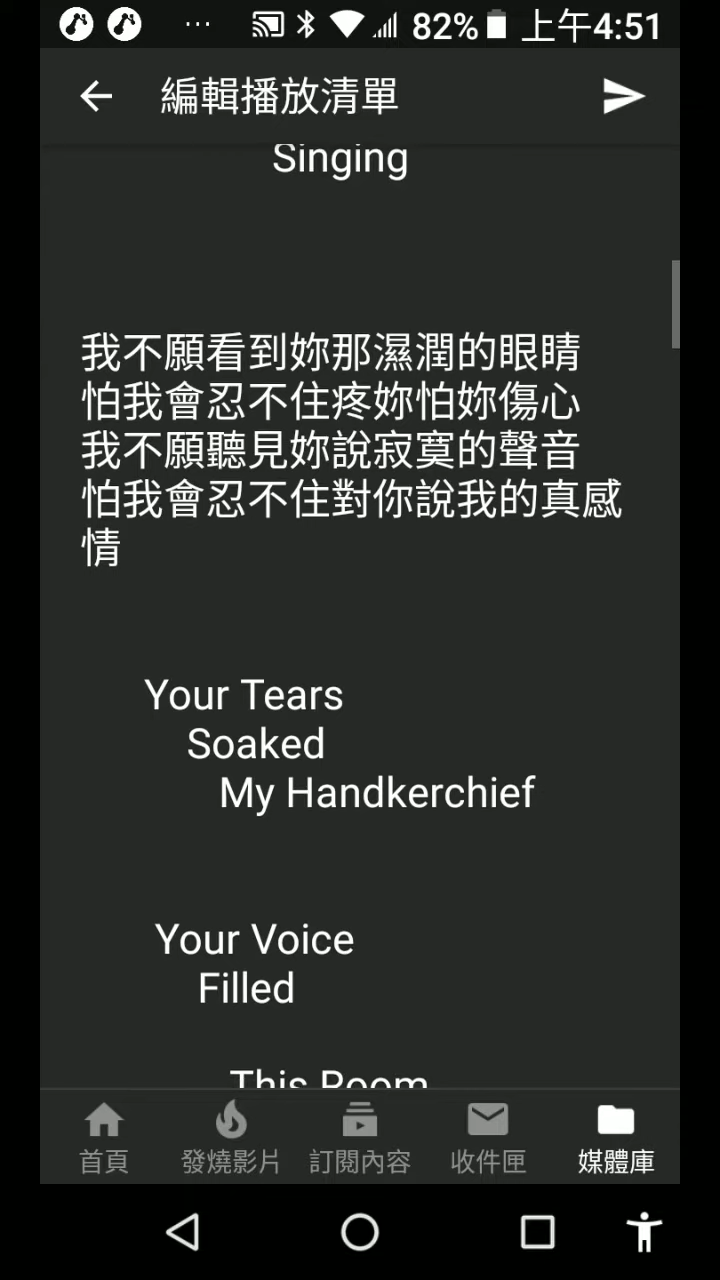 82% 上午4:51
編輯播放清單
Singing
我不願看到妳那濕潤的眼睛
怕我會忍不住疼妳怕妳傷心
我不願聽見妳說寂寞的聲音
怕我會忍不住對你說我的真感
情
Your Tears
Soaked
My Handkerchief
Your Voice
Filled
This Room
首頁 發燒影片 訂閱內容 收件匣 媒體庫